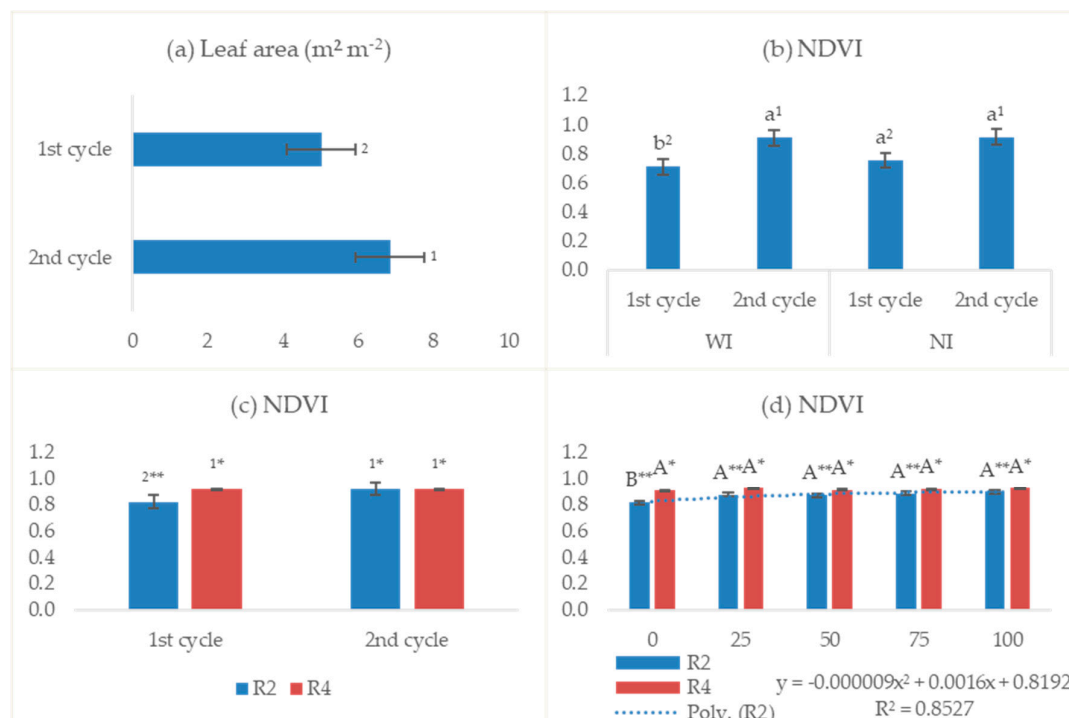 (a) Leaf area (m² m⁻²)
1st cycle
2
2nd cycle
1
0 2 4 6 8 10
(b) NDVI
1.2
1.0
0.8
0.6
0.4
0.2
0.0
b² a¹ a² a¹
1st cycle 2nd cycle 1st cycle 2nd cycle
WI NI
(c) NDVI
1.2
1.0
0.8
0.6
0.4
0.2
0.0
2** 1* 1* 1*
1st cycle 2nd cycle
R2 R4
(d) NDVI
1.2
1.0
0.8
0.6
0.4
0.2
0.0
B** A* A** A* A** A* A** A* A** A*
0 25 50 75 100
R2
R4
Poly. (R2)
y = -0.000009x² + 0.0016x + 0.8192
R² = 0.8527